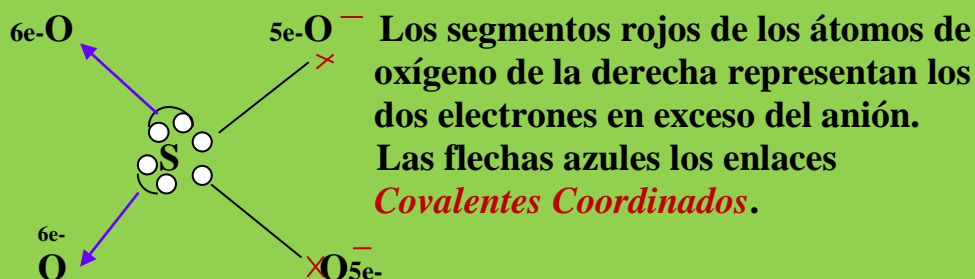 6e-O 5e-O — Los segmentos rojos de los átomos de
oxígeno de la derecha representan los
dos electrones en exceso del anión.
S Las flechas azules los enlaces
Covalentes Coordinados.
6e-
O O5e- —